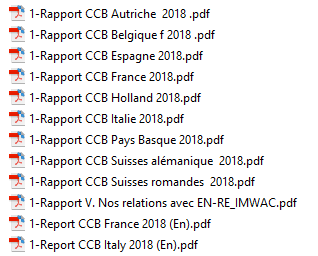 1-Rapport CCB Autriche  2018 .pdf
1-Rapport CCB Belgique f 2018 .pdf
1-Rapport CCB Espagne 2018.pdf
1-Rapport CCB France 2018.pdf
1-Rapport CCB Holland 2018.pdf
1-Rapport CCB Italie 2018.pdf
1-Rapport CCB Pays Basque 2018.pdf
1-Rapport CCB Suisses alémanique  2018.pdf
1-Rapport CCB Suisses romandes  2018.pdf
1-Rapport V. Nos relations avec EN-RE_IMWAC.pdf
1-Report CCB France 2018 (En).pdf
1-Report CCB Italy 2018 (En).pdf